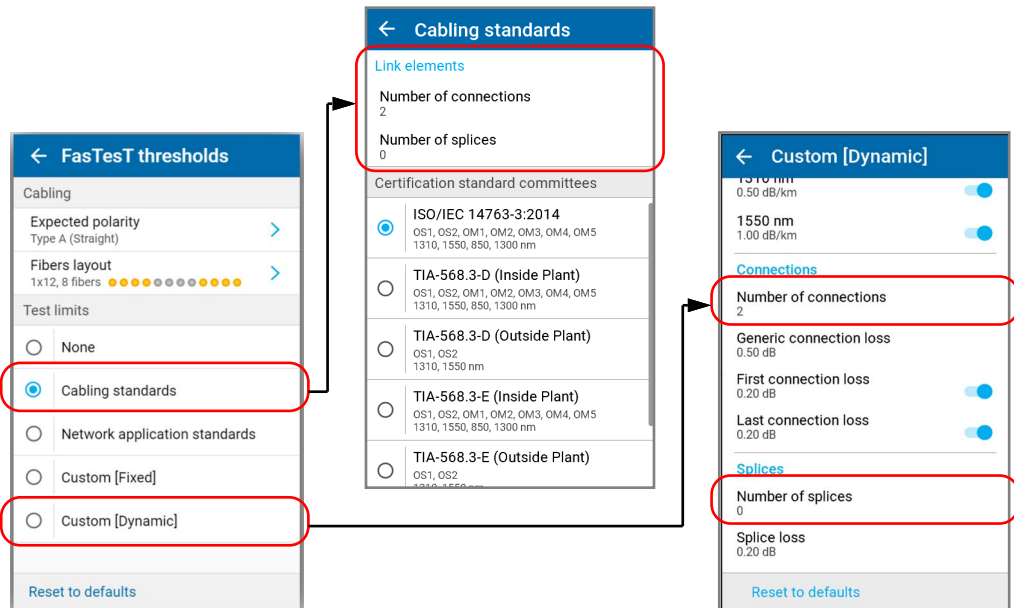 FasTesT thresholds
Cabling
Expected polarity
Type A (Straight)
Fibers layout
1x12, 8 fibers
Test limits
None
Cabling standards
Network application standards
Custom [Fixed]
Custom [Dynamic]
Reset to defaults
Cabling standards
Link elements
Number of connections
2
Number of splices
0
Certification standard committees
ISO/IEC 14763-3:2014
OS1, OS2, OM1, OM2, OM3, OM4, OM5
1310, 1550, 850, 1300 nm
TIA-568.3-D (Inside Plant)
OS1, OS2, OM1, OM2, OM3, OM4, OM5
1310, 1550, 850, 1300 nm
TIA-568.3-D (Outside Plant)
OS1, OS2
1310, 1550 nm
TIA-568.3-E (Inside Plant)
OS1, OS2, OM1, OM2, OM3, OM4, OM5
1310, 1550, 850, 1300 nm
TIA-568.3-E (Outside Plant)
OS1, OS2
1310, 1550 nm
Custom [Dynamic]
1310 nm
0.50 dB/km
1550 nm
1.00 dB/km
Connections
Number of connections
2
Generic connection loss
0.50 dB
First connection loss
0.20 dB
Last connection loss
0.20 dB
Splices
Number of splices
0
Splice loss
0.20 dB
Reset to defaults